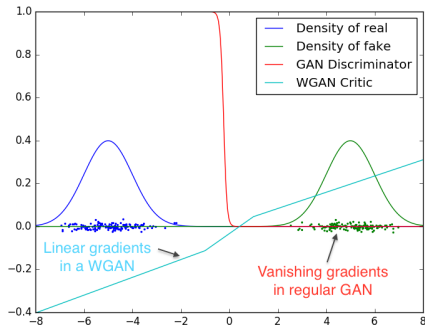 1.0
0.8
0.6
0.4
0.2
0.0
−0.2
−0.4
−8
−6
−4
−2
0
2
4
6
8
Density of real
Density of fake
GAN Discriminator
WGAN Critic
Linear gradients
in a WGAN
Vanishing gradients
in regular GAN